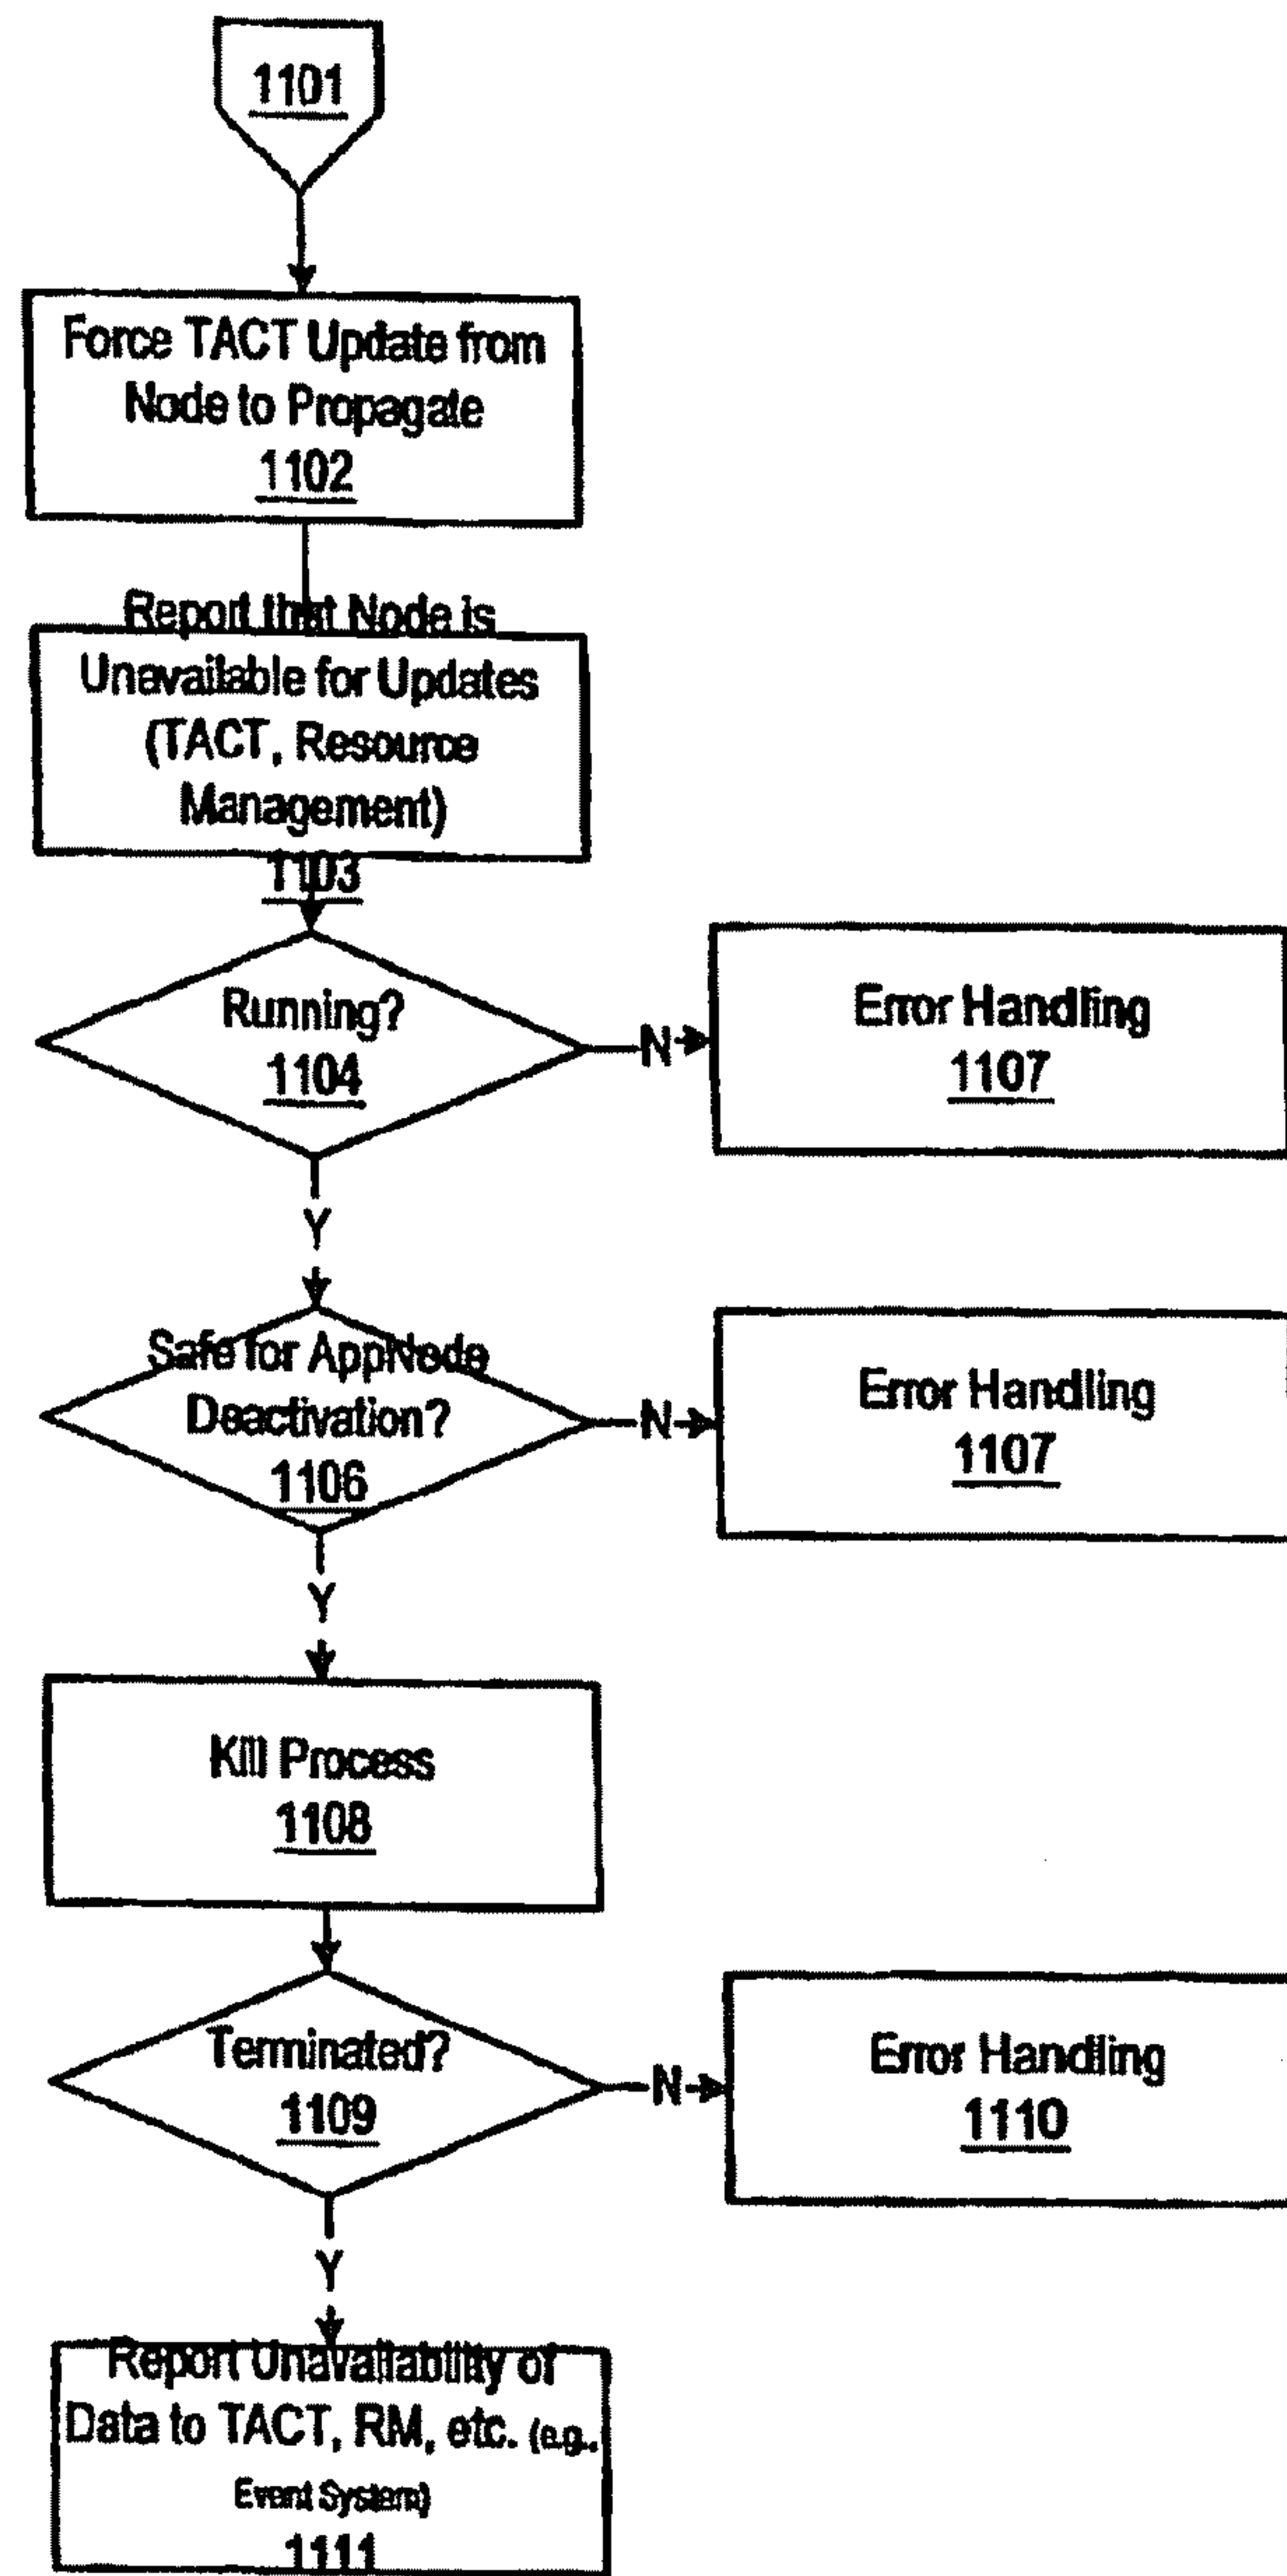 1101
Force TACT Update from
Node to Propagate
1102
Report that Node is
Unavailable for Updates
(TACT, Resource
Management)
1103
Running?
1104
N
Error Handling
1107
Y
Safe for AppNode
Deactivation?
1106
N
Error Handling
1107
Y
Kill Process
1108
Terminated?
1109
N
Error Handling
1110
Y
Report Unavailability of
Data to TACT, RM, etc. (e.g.,
Event System)
1111